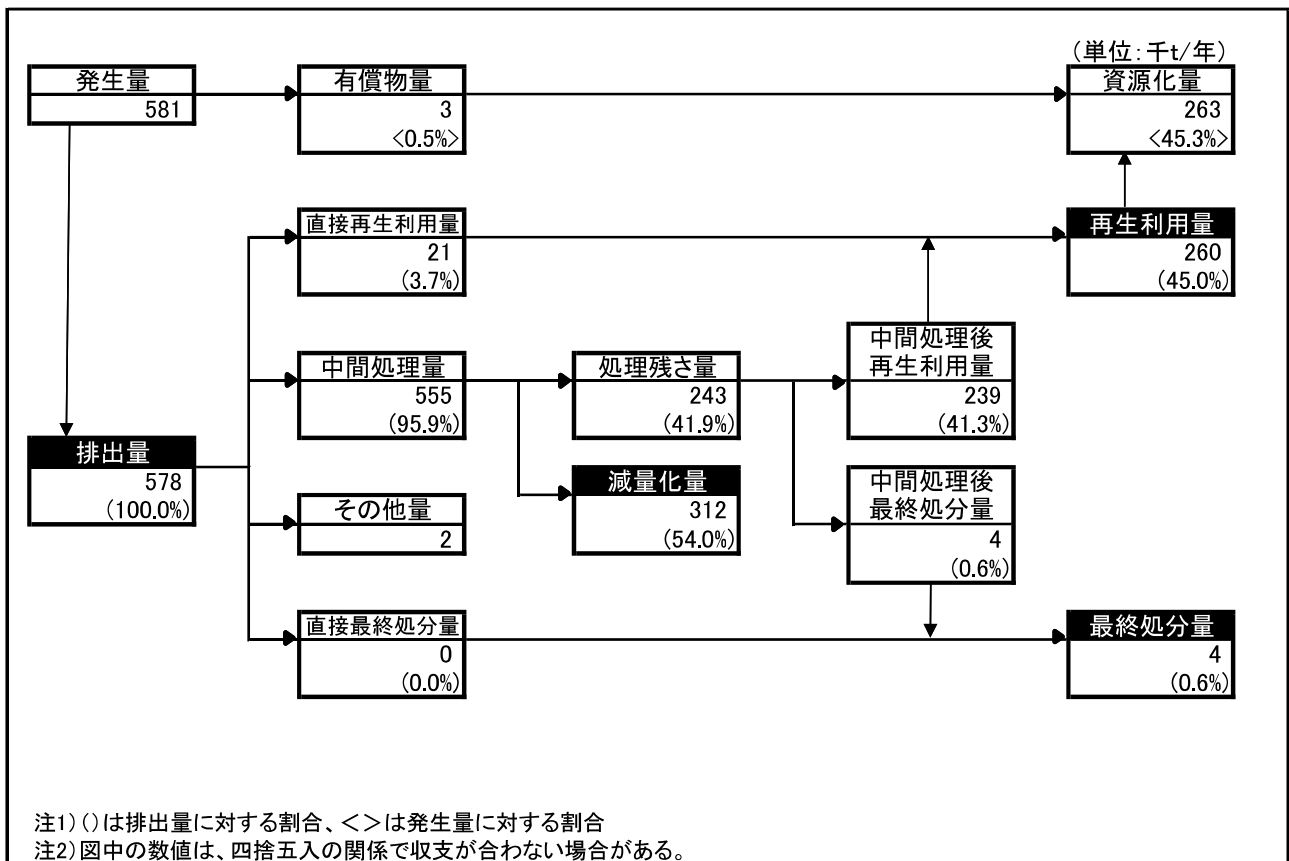 (単位：千t/年)
発生量
581
有償物量
3
<0.5%>
資源化量
263
<45.3%>
直接再生利用量
21
(3.7%)
再生利用量
260
(45.0%)
中間処理量
555
(95.9%)
処理残さ量
243
(41.9%)
中間処理後
再生利用量
239
(41.3%)
排出量
578
(100.0%)
その他量
2
減量化量
312
(54.0%)
中間処理後
最終処分量
4
(0.6%)
直接最終処分量
0
(0.0%)
最終処分量
4
(0.6%)
注1)()は排出量に対する割合、<>は発生量に対する割合
注2)図中の数値は、四捨五入の関係で収支が合わない場合がある。